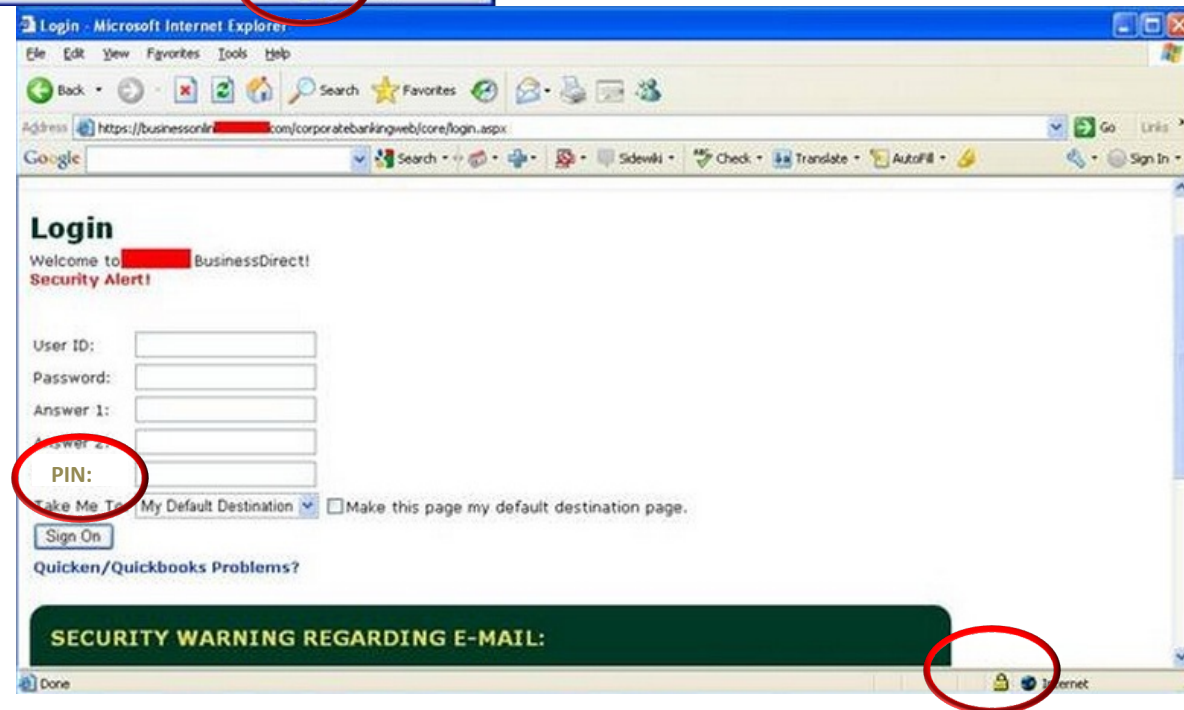 Login - Microsoft Internet Explorer
File Edit View Favorites Tools Help
Back Search Favorites
Address https://businessonlin com/corporatebankingweb/core/login.aspx Go Links
Google Search Sidewiki Check Translate AutoFill Sign In
Login
Welcome to BusinessDirect!
Security Alert!
User ID:
Password:
Answer 1:
Answer 2:
PIN:
Take Me To My Default Destination Make this page my default destination page.
Sign On
Quicken/Quickbooks Problems?
SECURITY WARNING REGARDING E-MAIL:
Done Internet